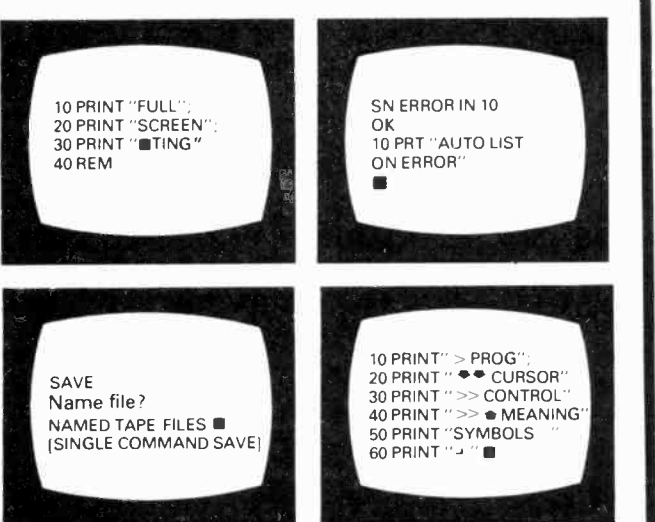 10 PRINT "FULL";
20 PRINT "SCREEN";
30 PRINT "■TING"
40 REM
SN ERROR IN 10
OK
10 PRT "AUTO LIST
ON ERROR"
■
SAVE
Name file?
NAMED TAPE FILES ■
[SINGLE COMMAND SAVE]
10 PRINT" > PROG";
20 PRINT " CURSOR"
30 PRINT " >> CONTROL"
40 PRINT " >> MEANING"
50 PRINT "SYMBOLS "
60 PRINT "┘ " ■